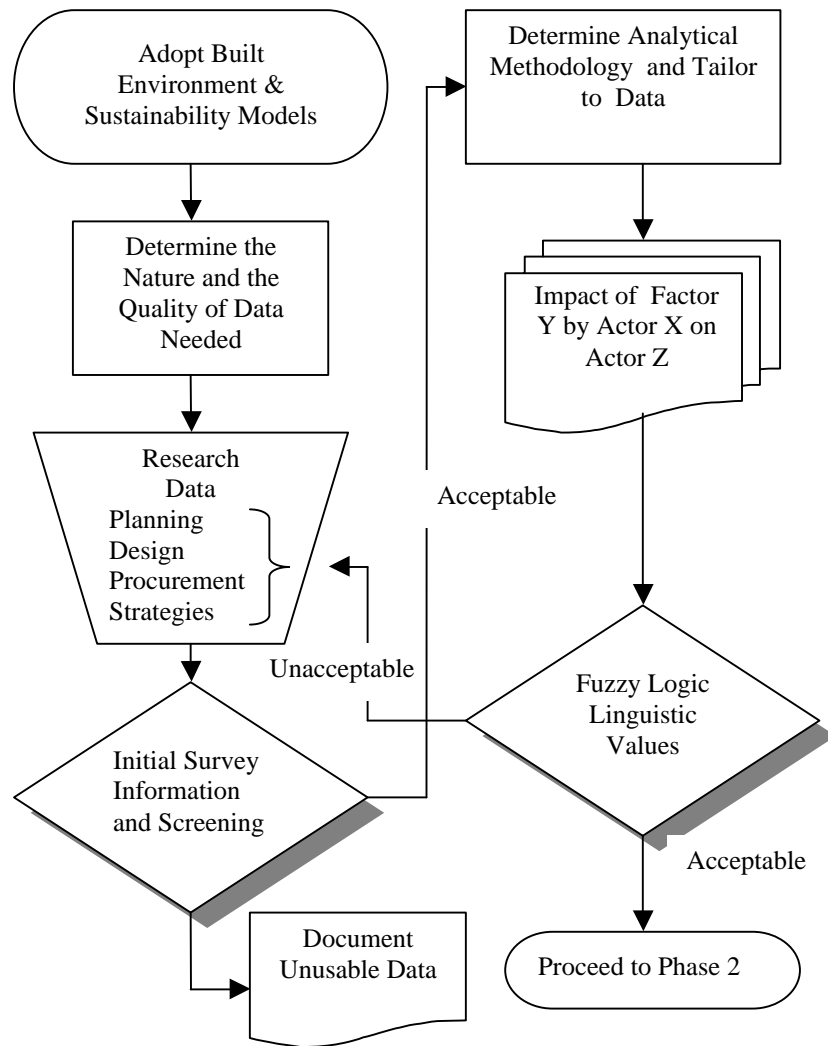 Adopt Built
Environment &
Sustainability Models
Determine the
Nature and the
Quality of Data
Needed
Research
Data
Planning
Design
Procurement
Strategies
Initial Survey
Information
and Screening
Document
Unusable Data
Acceptable
Unacceptable
Determine Analytical
Methodology and Tailor
to Data
Impact of Factor
Y by Actor X on
Actor Z
Fuzzy Logic
Linguistic
Values
Acceptable
Proceed to Phase 2